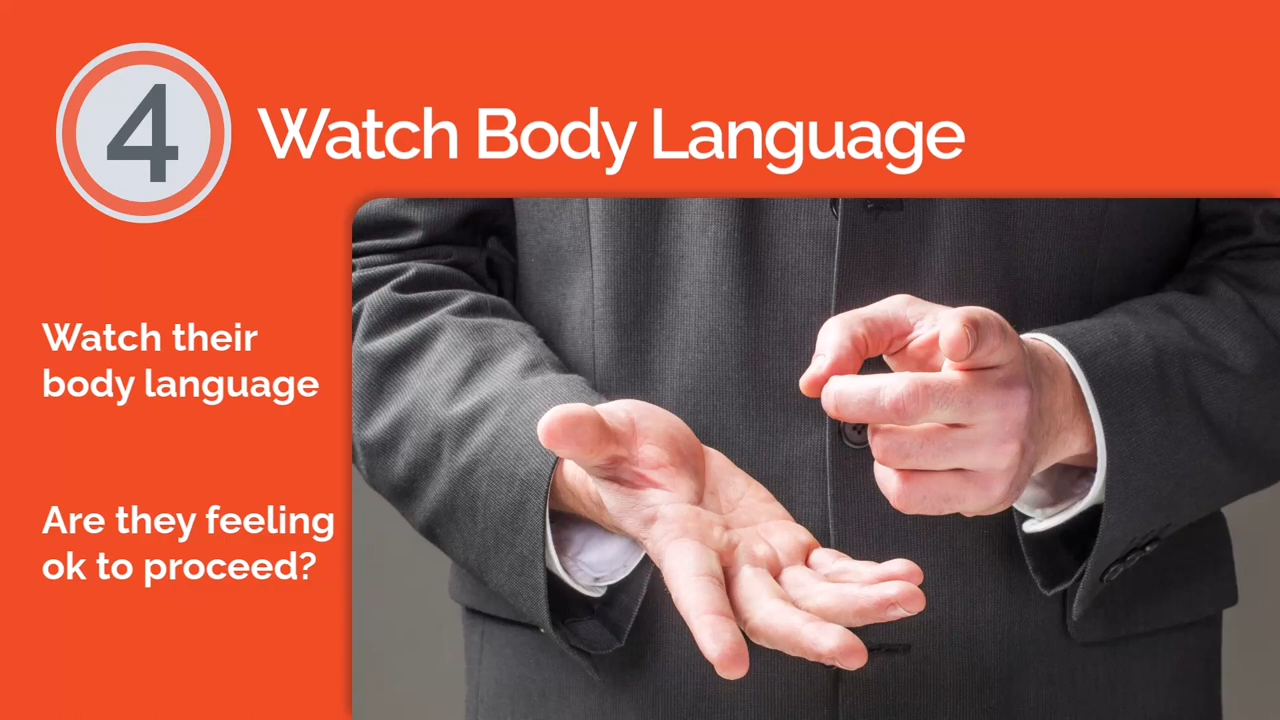 4
Watch Body Language
Watch their
body language
Are they feeling
ok to proceed?